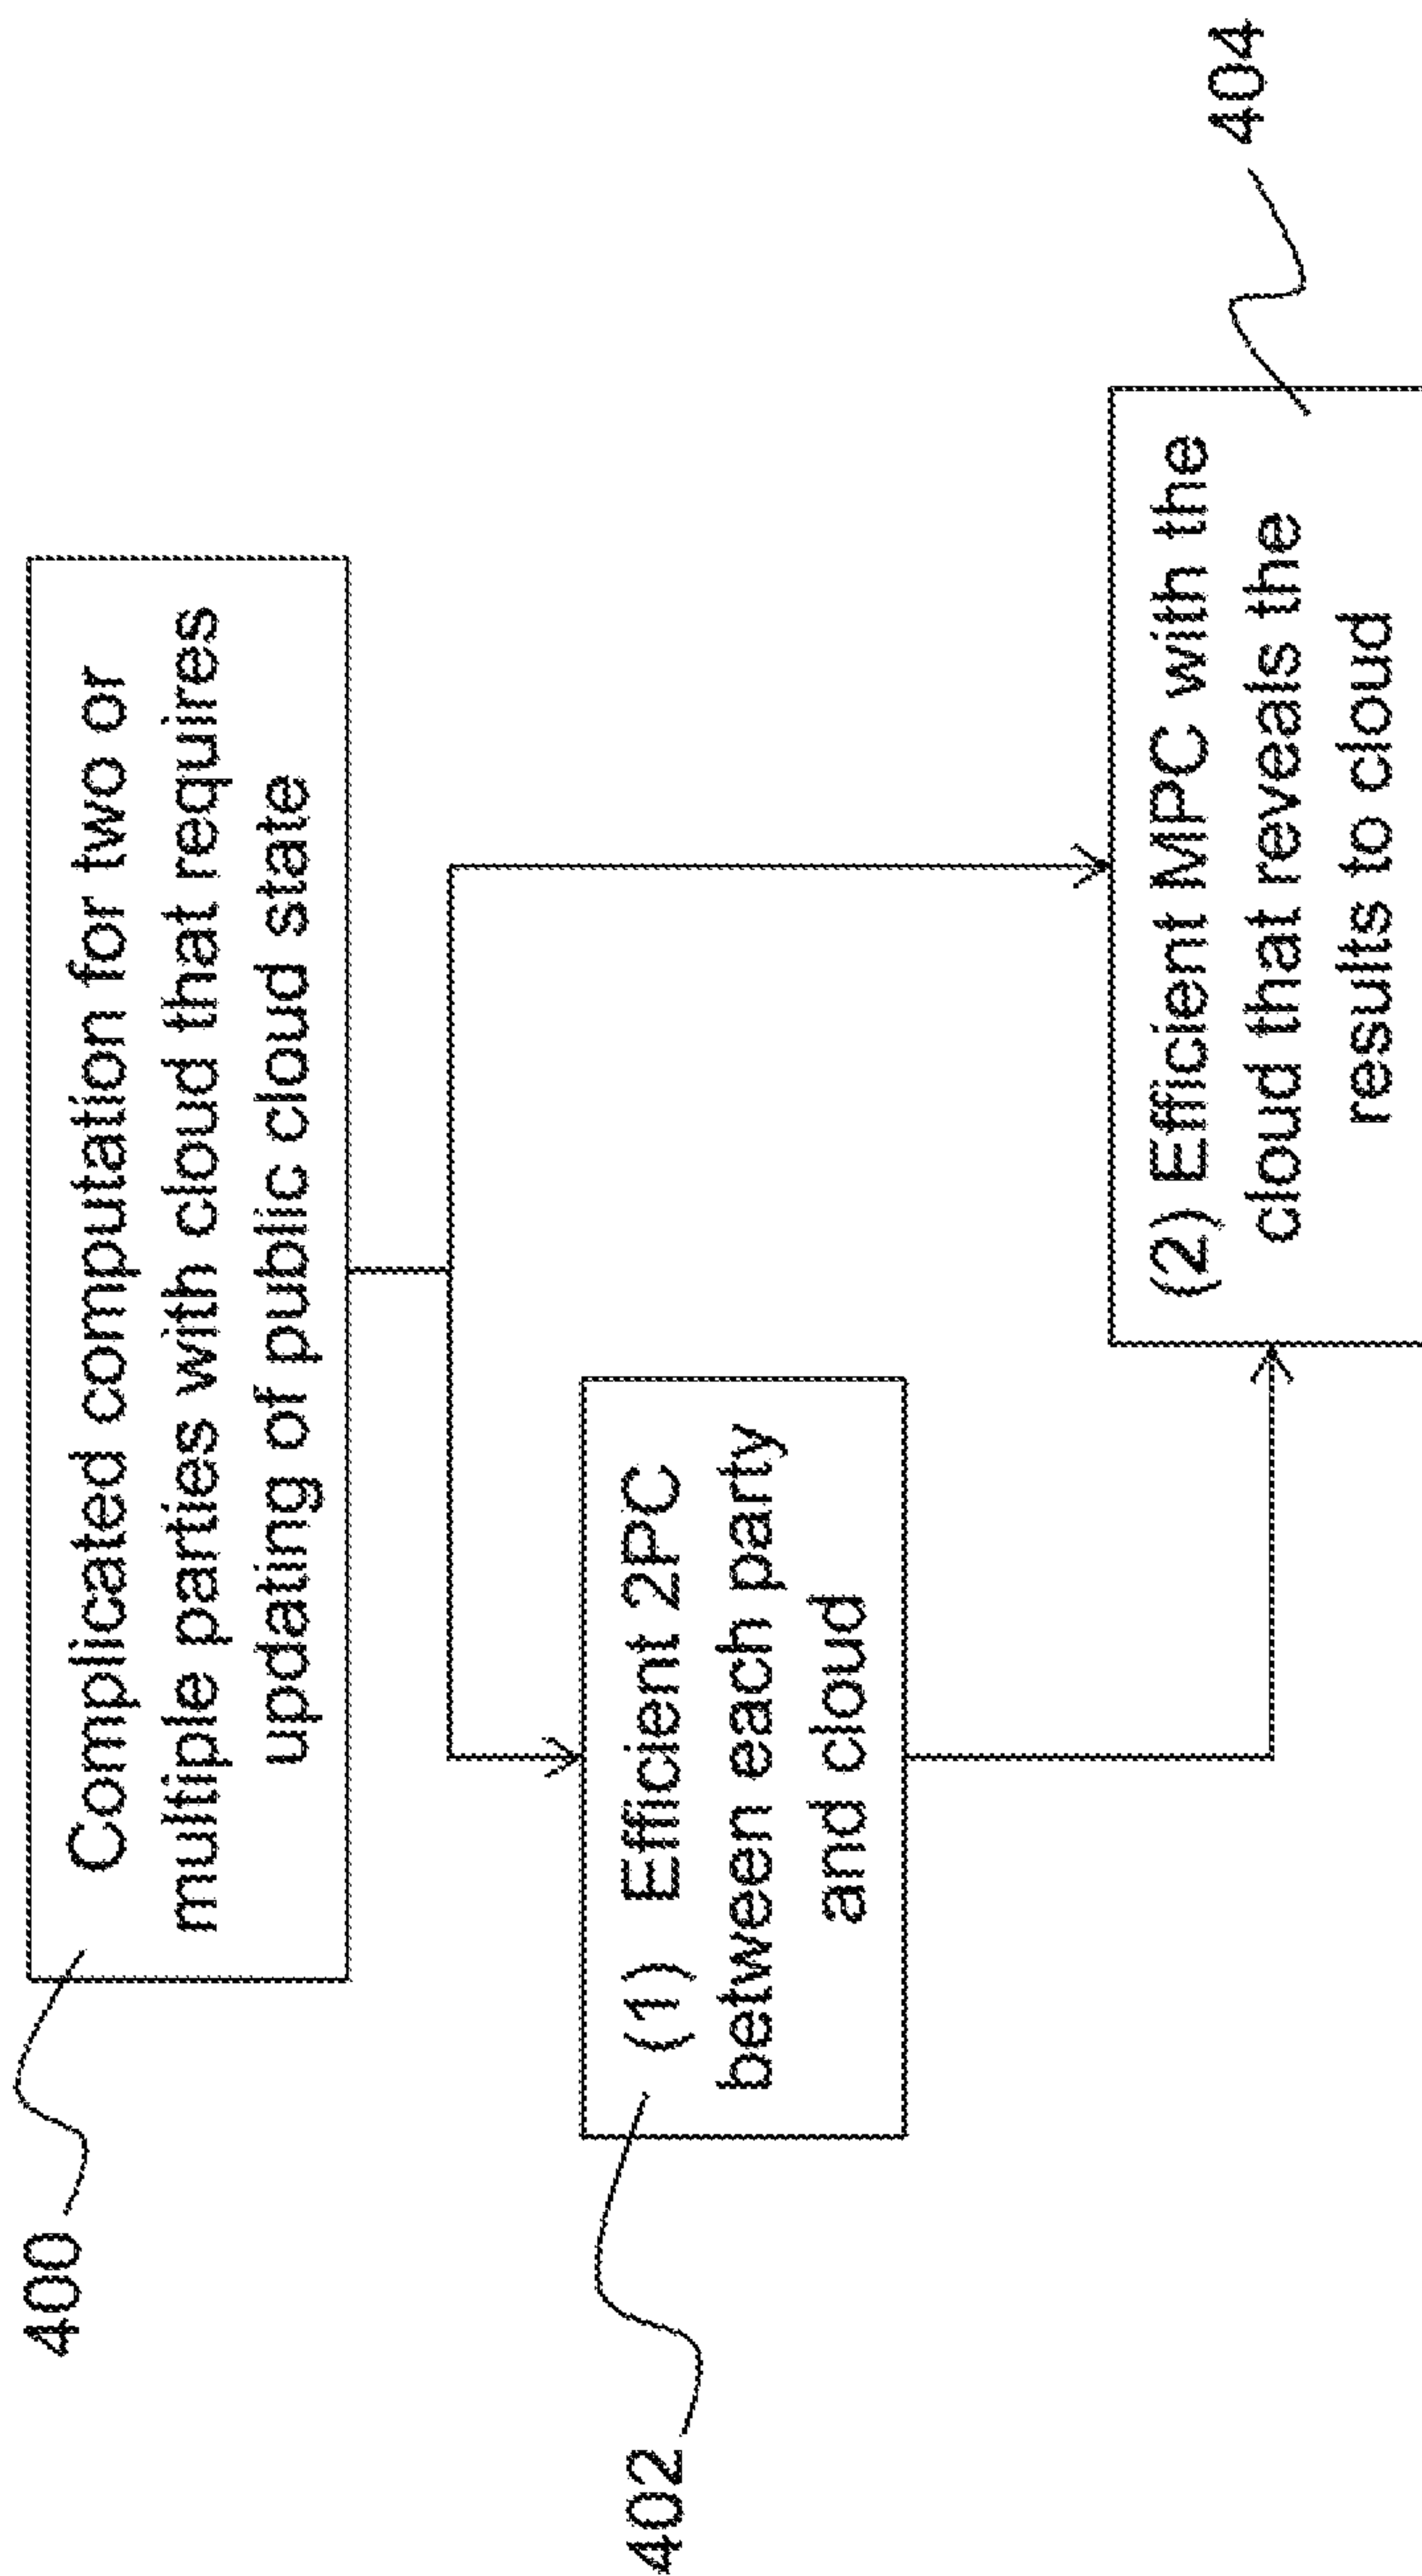 400
Complicated computation for two or
multiple parties with cloud that requires
updating of public cloud state
402
(1) Efficient 2PC
between each party
and cloud
(2) Efficient MPC with the
cloud that reveals the
results to cloud
404